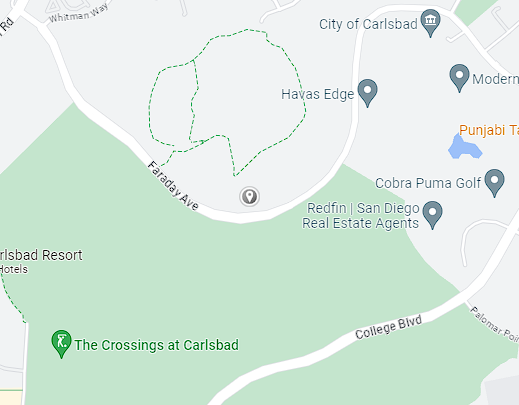 Rd
Whitman Way
City of Carlsbad
Havas Edge
Modern
Punjabi Ta
Faraday Ave
Cobra Puma Golf
Redfin | San Diego
Real Estate Agents
rlsbad Resort
Hotels
College Blvd
Palomar Poi
The Crossings at Carlsbad